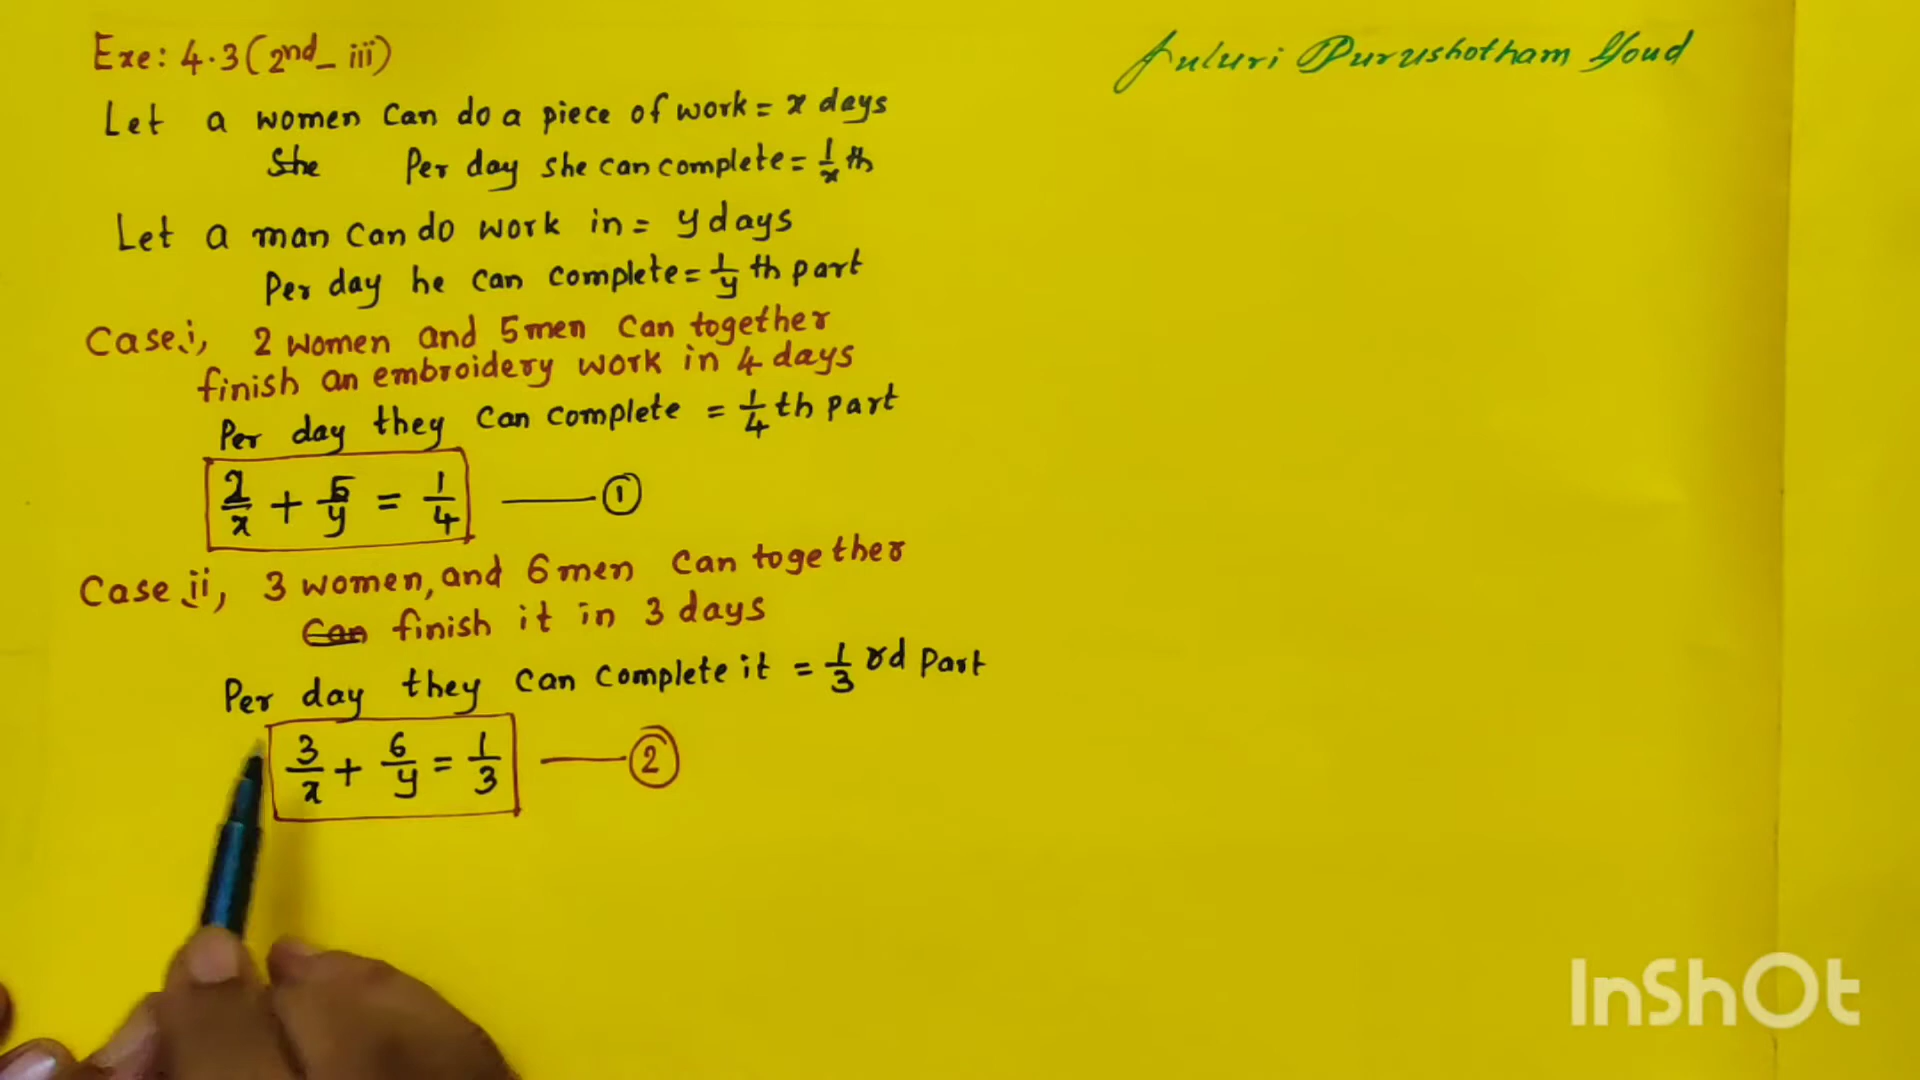 Exe: 4.3 (2nd_ iii)
Juluri Purushotham Goud
Let a women can do a piece of work = x days
She Per day she can complete = 1/x th
Let a man can do work in = y days
Per day he can complete = 1/y th part
Case i, 2 women and 5 men can together
finish an embroidery work in 4 days
Per day they can complete = 1/4 th part
2/x + 5/y = 1/4 —— ①
Case ii, 3 women, and 6 men can together
can finish it in 3 days
Per day they can complete it = 1/3 rd part
3/x + 6/y = 1/3 —— ②
InShOt